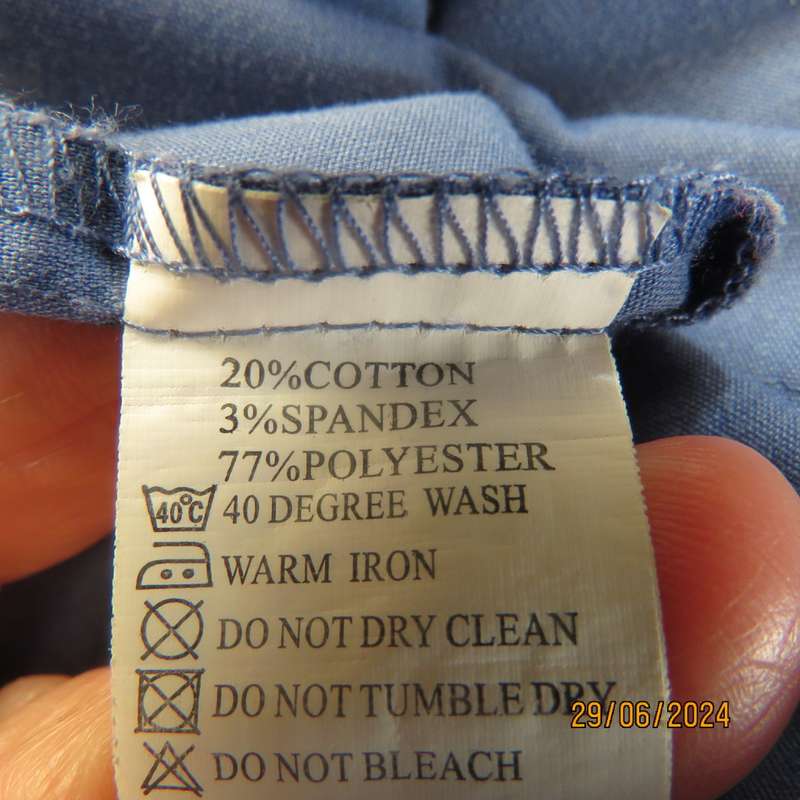 20%COTTON
3%SPANDEX
77%POLYESTER
40°C 40 DEGREE WASH
WARM IRON
DO NOT DRY CLEAN
DO NOT TUMBLE DRY
29/06/2024
DO NOT BLEACH